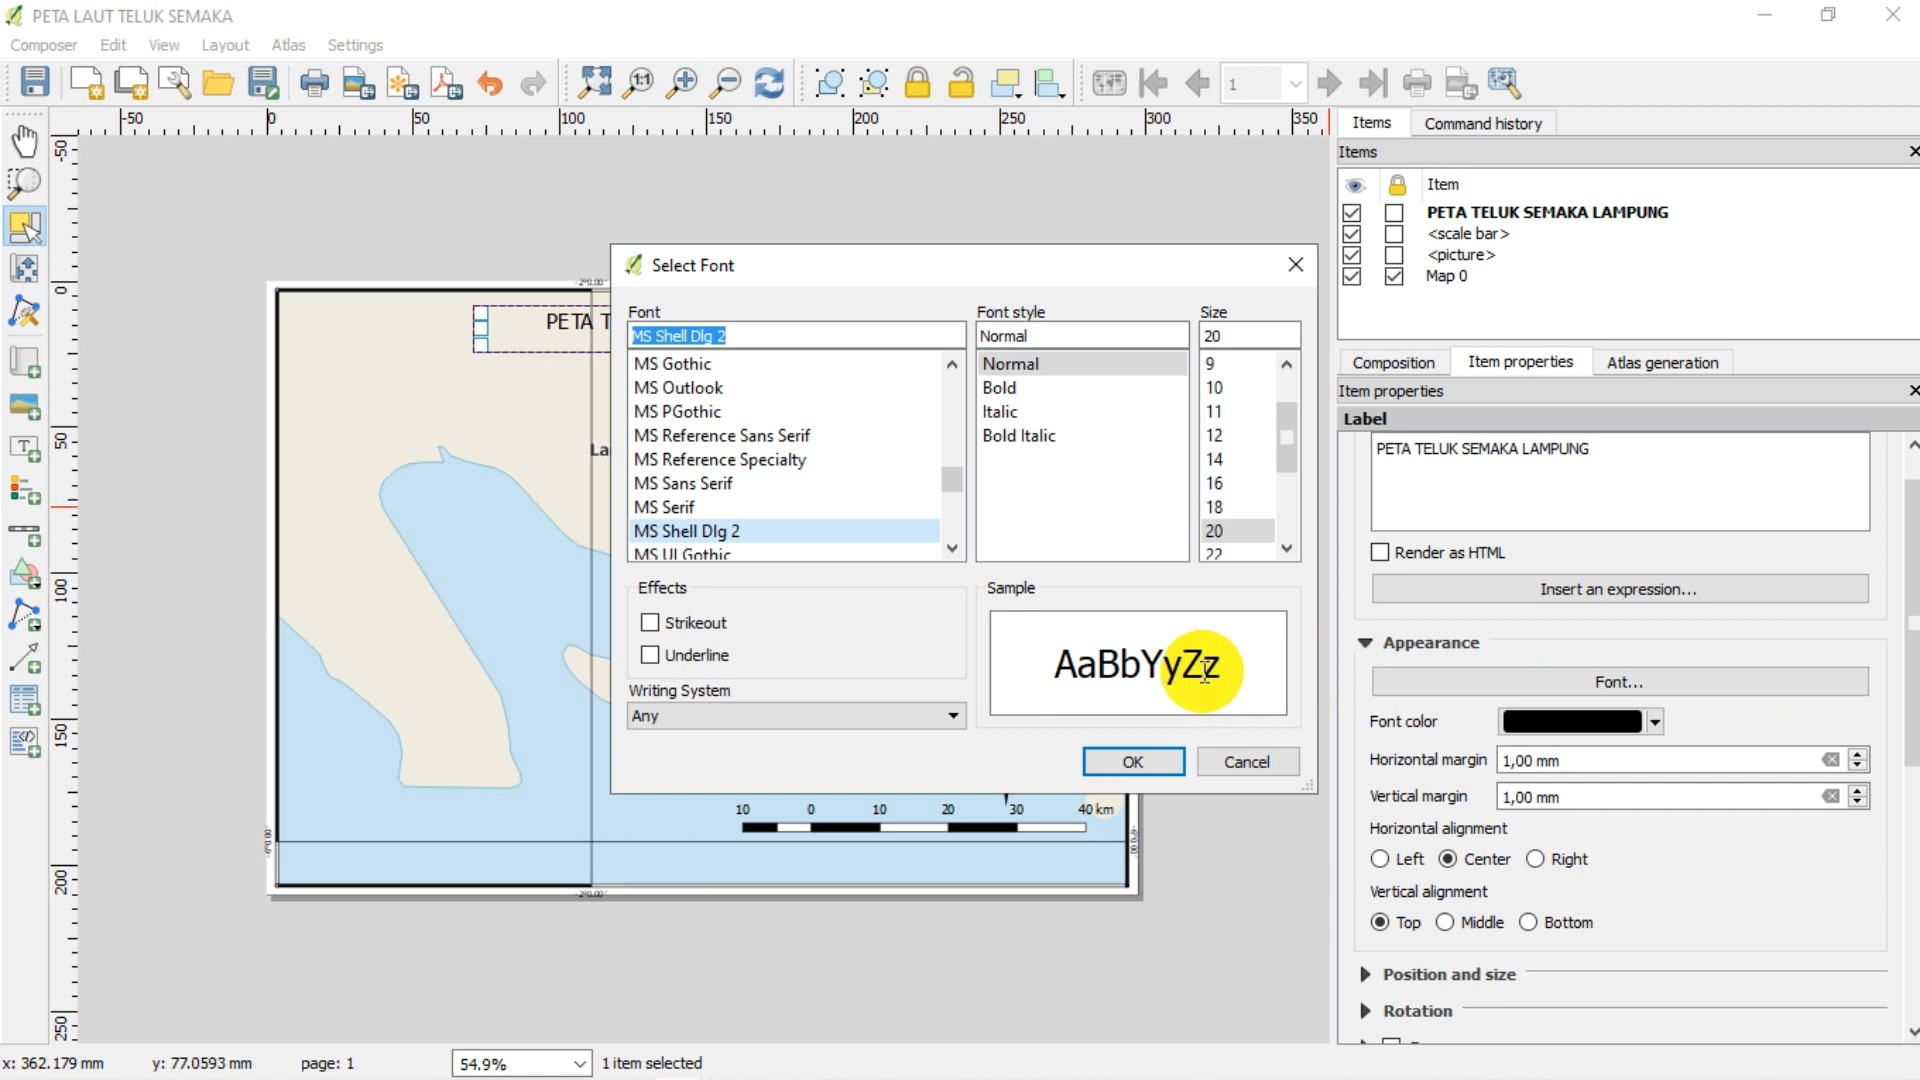 PETA LAUT TELUK SEMAKA
Composer Edit View Layout Atlas Settings
1:1
1
-50 0 50 100 150 200 250 300 350
-50
0
50
100
150
200
250
PETA T
La
10 0 10 20 30 40 km
Select Font
Font
MS Shell Dlg 2
MS Gothic
MS Outlook
MS PGothic
MS Reference Sans Serif
MS Reference Specialty
MS Sans Serif
MS Serif
MS Shell Dlg 2
MS UI Gothic
Font style
Normal
Normal
Bold
Italic
Bold Italic
Size
20
9
10
11
12
14
16
18
20
22
Effects
Strikeout
Underline
Writing System
Any
Sample
AaBbYyZz
OK Cancel
Items Command history
Items
Item
PETA TELUK SEMAKA LAMPUNG
<scale bar>
<picture>
Map 0
Composition Item properties Atlas generation
Item properties
Label
PETA TELUK SEMAKA LAMPUNG
Render as HTML
Insert an expression...
Appearance
Font...
Font color
Horizontal margin 1,00 mm
Vertical margin 1,00 mm
Horizontal alignment
Left Center Right
Vertical alignment
Top Middle Bottom
Position and size
Rotation
x: 362.179 mm y: 77.0593 mm page: 1 54.9% 1 item selected